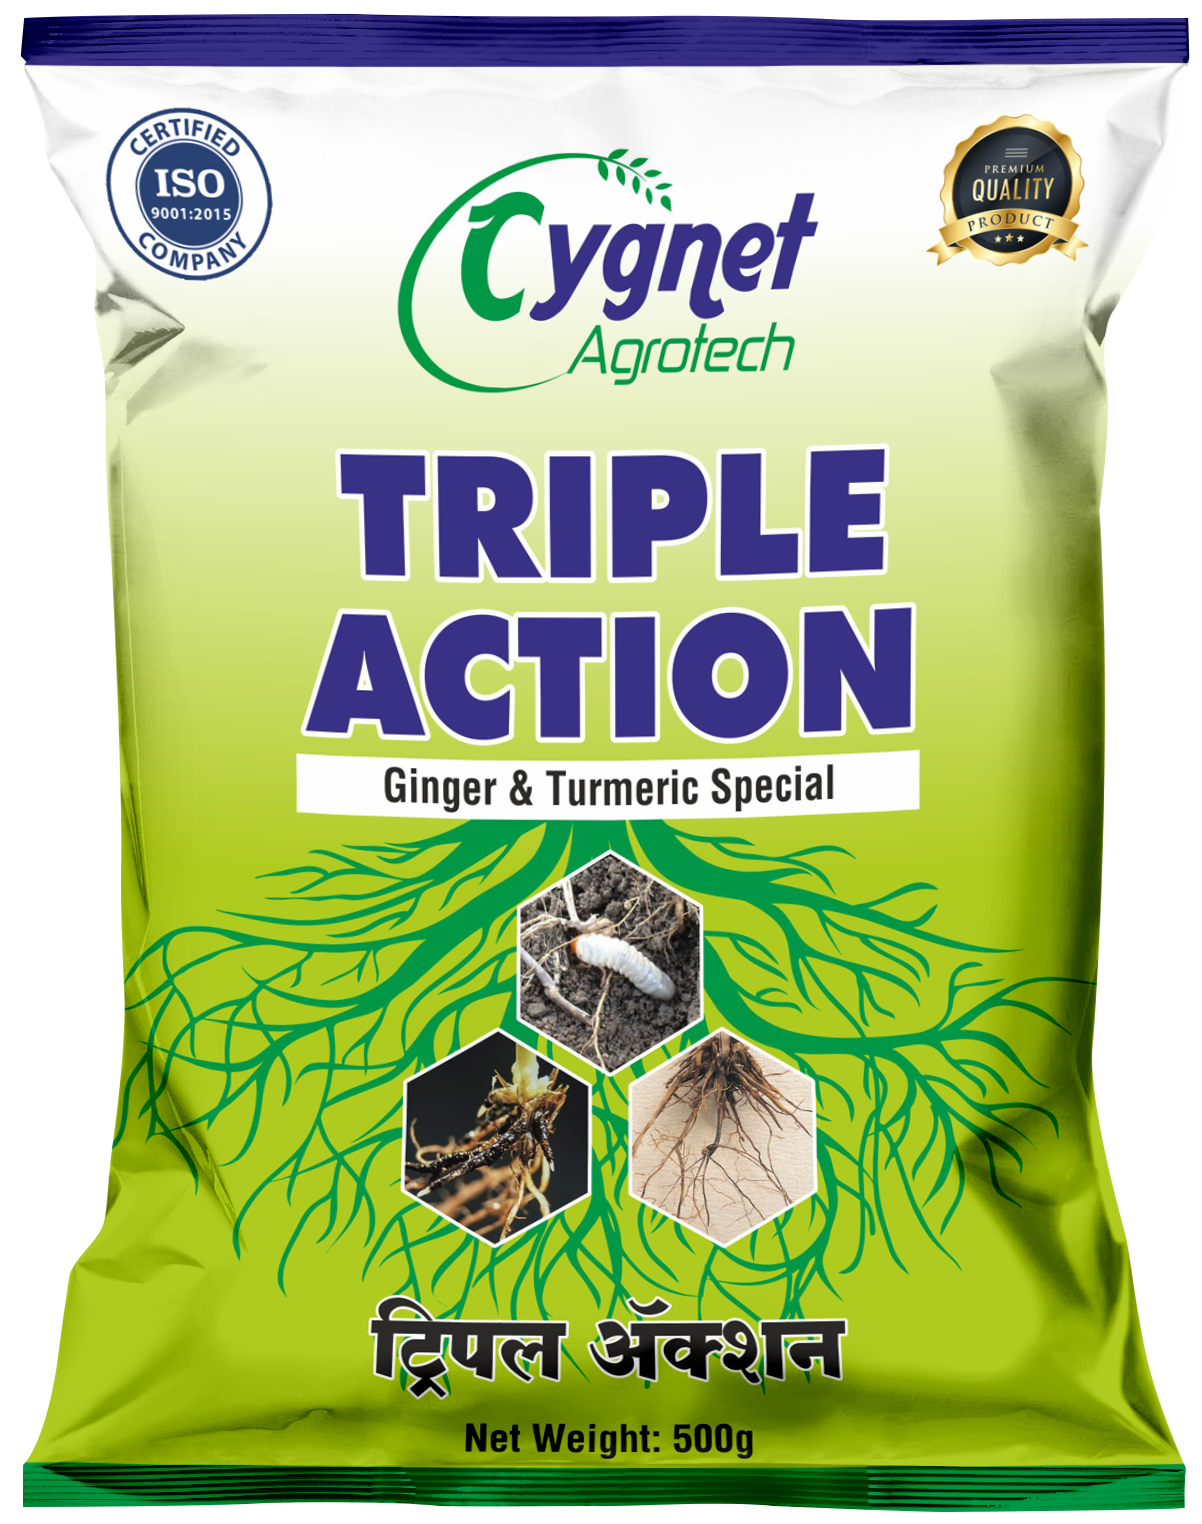 CERTIFIED
ISO
9001:2015
COMPANY
PREMIUM
QUALITY
PRODUCT
Cygnet
Agrotech
TRIPLE
ACTION
Ginger & Turmeric Special
ट्रिपल ॲक्शन
Net Weight: 500g